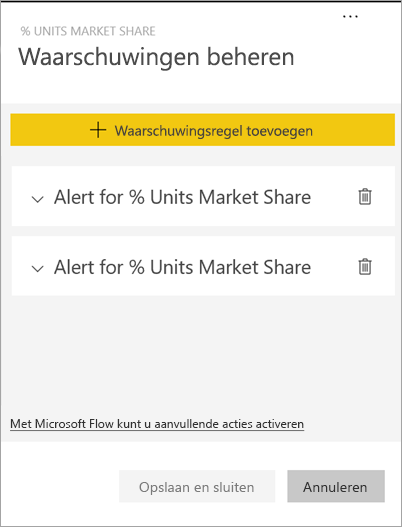 % UNITS MARKET SHARE
Waarschuwingen beheren
Waarschuwingsregel toevoegen
Alert for % Units Market Share
Alert for % Units Market Share
Met Microsoft Flow kunt u aanvullende acties activeren
Opslaan en sluiten
Annuleren